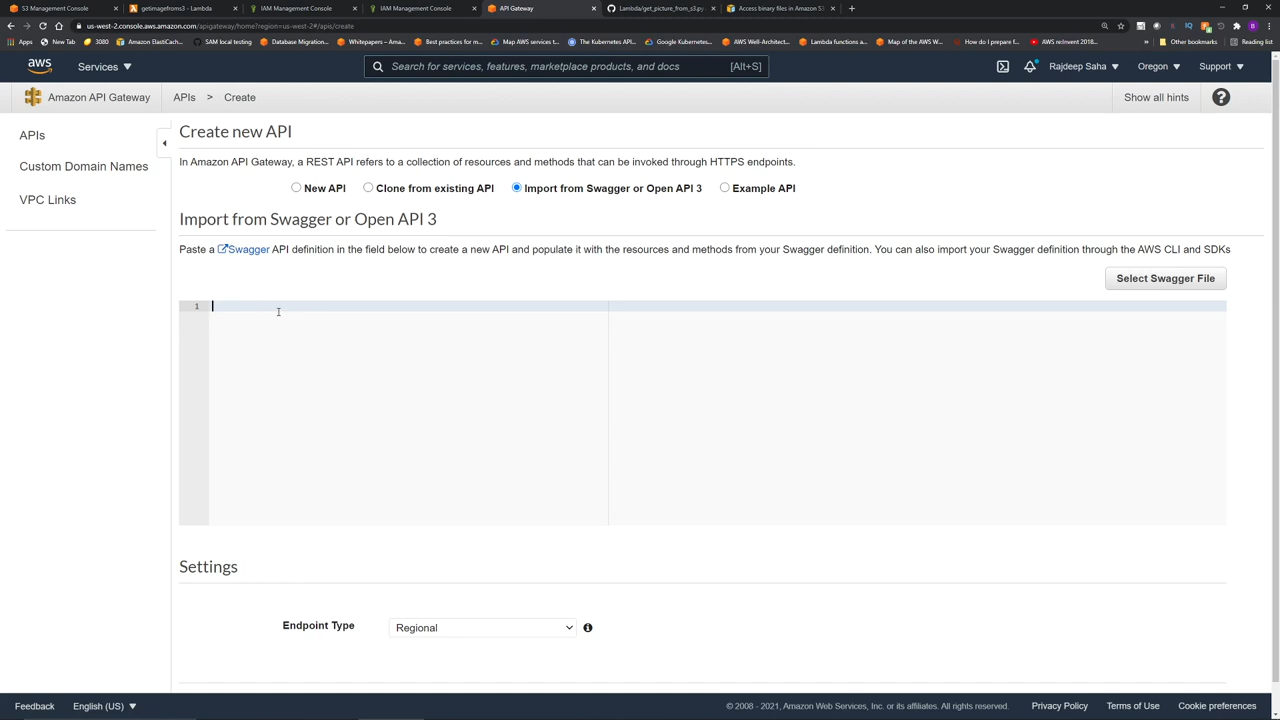 S3 Management Console
getimagefroms3 - Lambda
IAM Management Console
IAM Management Console
API Gateway
Lambda/get_picture_from_s3.py
Access binary files in Amazon S3
us-west-2.console.aws.amazon.com/apigateway/home?region=us-west-2#/apis/create
Apps
New Tab
3080
Amazon ElastiCach...
SAM local testing
Database Migration...
Whitepapers – Ama...
Best practices for m...
Map AWS services t...
The Kubernetes API...
Google Kubernetes...
AWS Well-Architect...
Lambda functions a...
Map of the AWS W...
How do I prepare f...
AWS re:Invent 2018...
»
Other bookmarks
Reading list
aws
Services
Search for services, features, marketplace products, and docs
[Alt+S]
Rajdeep Saha
Oregon
Support
Amazon API Gateway
APIs > Create
Show all hints
?
APIs
Custom Domain Names
VPC Links
Create new API
In Amazon API Gateway, a REST API refers to a collection of resources and methods that can be invoked through HTTPS endpoints.
New API
Clone from existing API
Import from Swagger or Open API 3
Example API
Import from Swagger or Open API 3
Paste a Swagger API definition in the field below to create a new API and populate it with the resources and methods from your Swagger definition. You can also import your Swagger definition through the AWS CLI and SDKs
Select Swagger File
1
Settings
Endpoint Type
Regional
Feedback
English (US)
© 2008 - 2021, Amazon Web Services, Inc. or its affiliates. All rights reserved.
Privacy Policy
Terms of Use
Cookie preferences